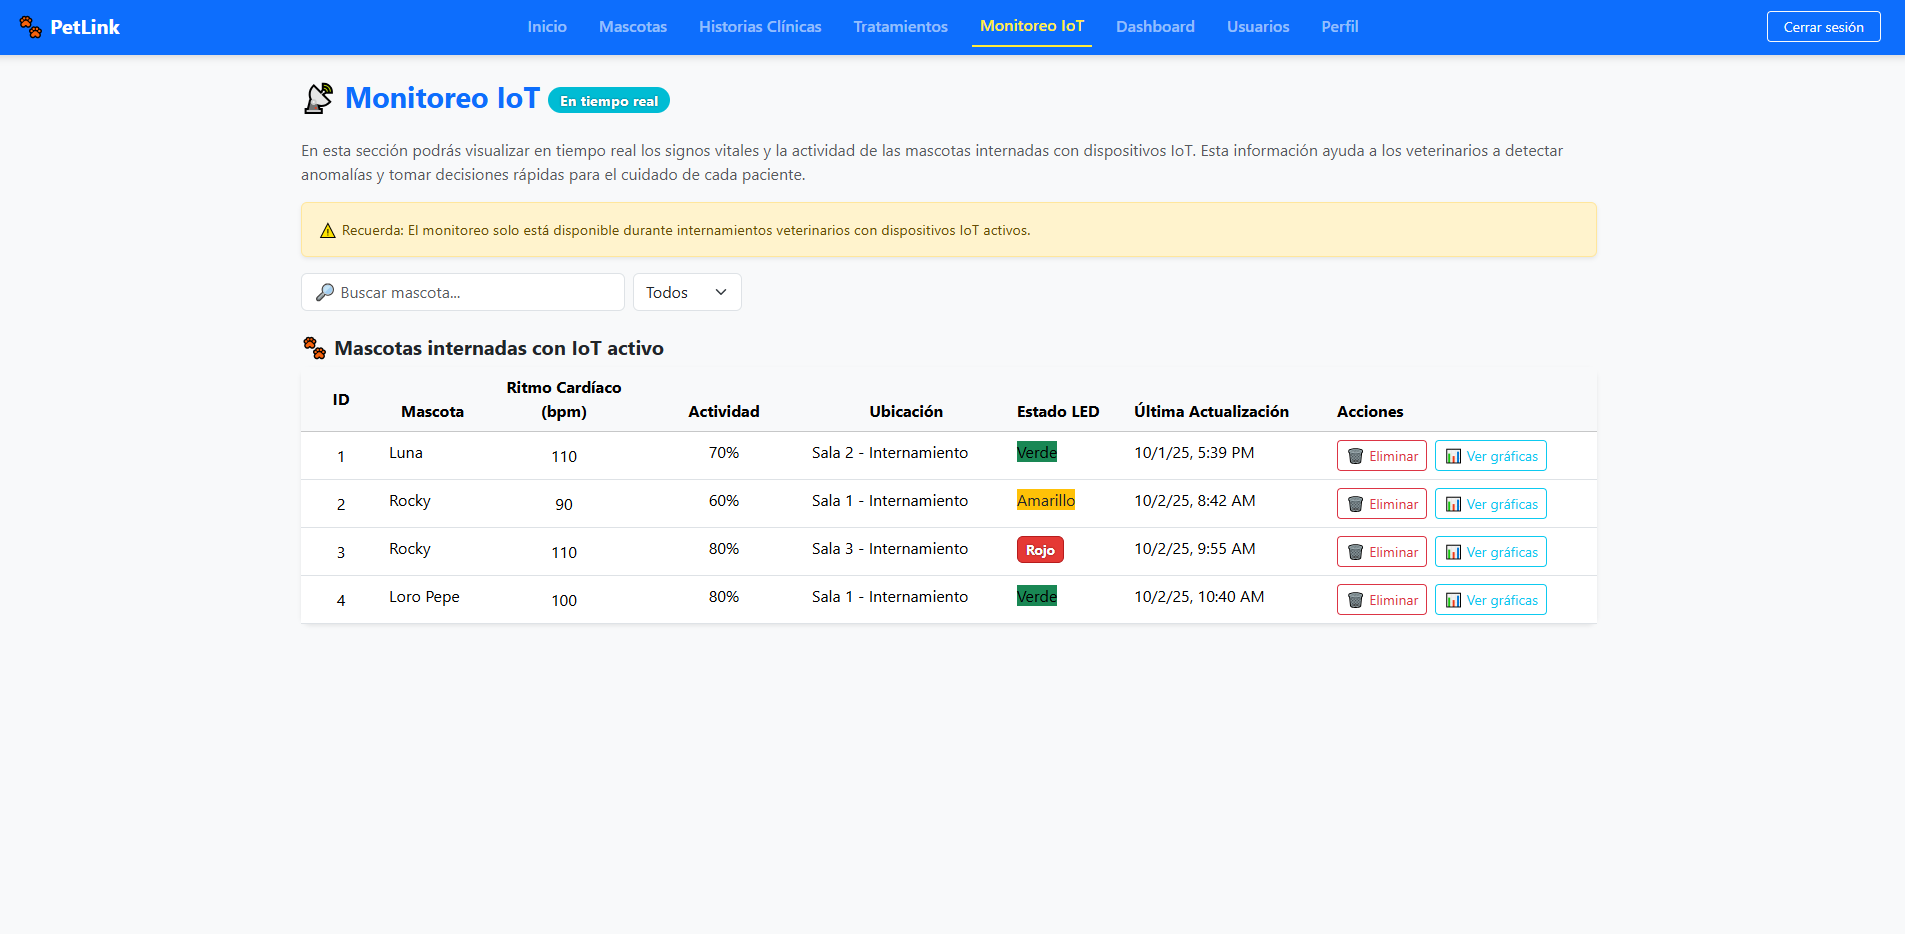 PetLink
Inicio Mascotas Historias Clínicas Tratamientos Monitoreo IoT Dashboard Usuarios Perfil
Cerrar sesión
Monitoreo IoT En tiempo real
En esta sección podrás visualizar en tiempo real los signos vitales y la actividad de las mascotas internadas con dispositivos IoT. Esta información ayuda a los veterinarios a detectar
anomalías y tomar decisiones rápidas para el cuidado de cada paciente.
Recuerda: El monitoreo solo está disponible durante internamientos veterinarios con dispositivos IoT activos.
Buscar mascota... Todos
Mascotas internadas con IoT activo
ID Mascota Ritmo Cardíaco (bpm) Actividad Ubicación Estado LED Última Actualización Acciones
1 Luna 110 70% Sala 2 - Internamiento Verde 10/1/25, 5:39 PM Eliminar Ver gráficas
2 Rocky 90 60% Sala 1 - Internamiento Amarillo 10/2/25, 8:42 AM Eliminar Ver gráficas
3 Rocky 110 80% Sala 3 - Internamiento Rojo 10/2/25, 9:55 AM Eliminar Ver gráficas
4 Loro Pepe 100 80% Sala 1 - Internamiento Verde 10/2/25, 10:40 AM Eliminar Ver gráficas